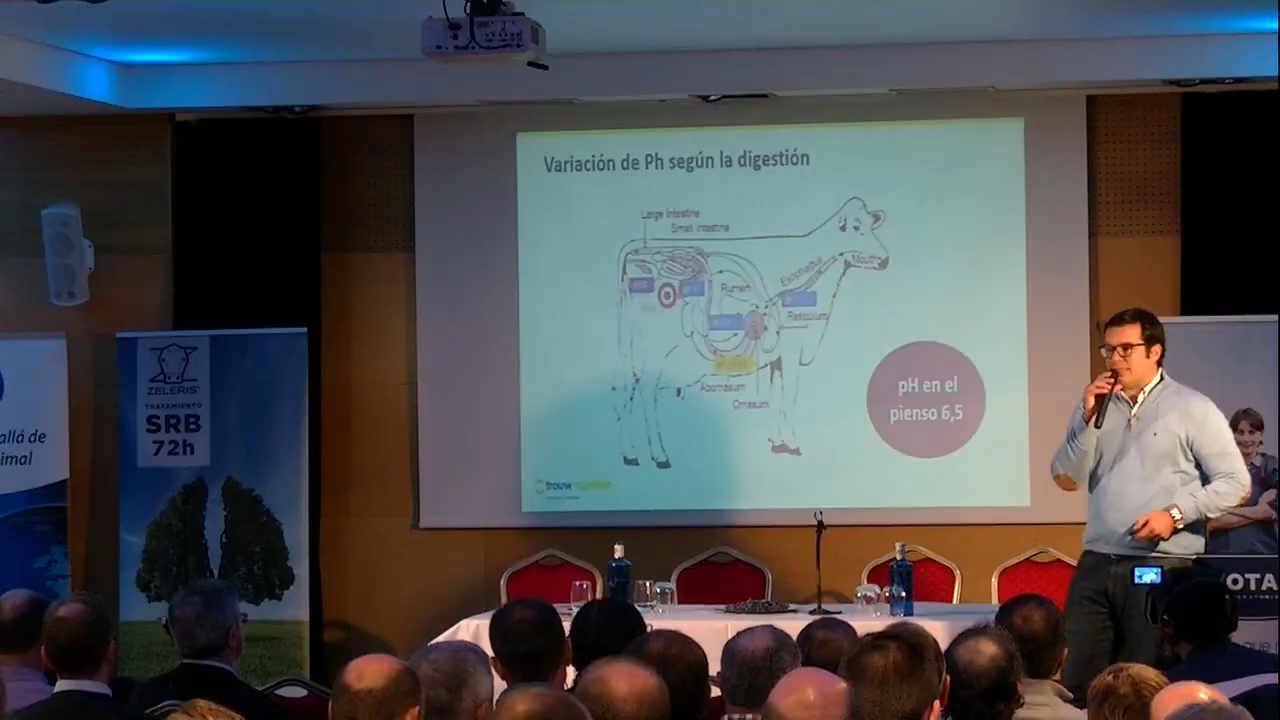 Variación de Ph según la digestión
Large intestine
Small intestine
Esophagus
Mouth
Rumen
Reticulum
Abomasum
Omasum
pH en el
pienso 6,5
trouw nutrition
ZELERIS
TRATAMIENTO
SRB
72h
allá de
imal
OTA